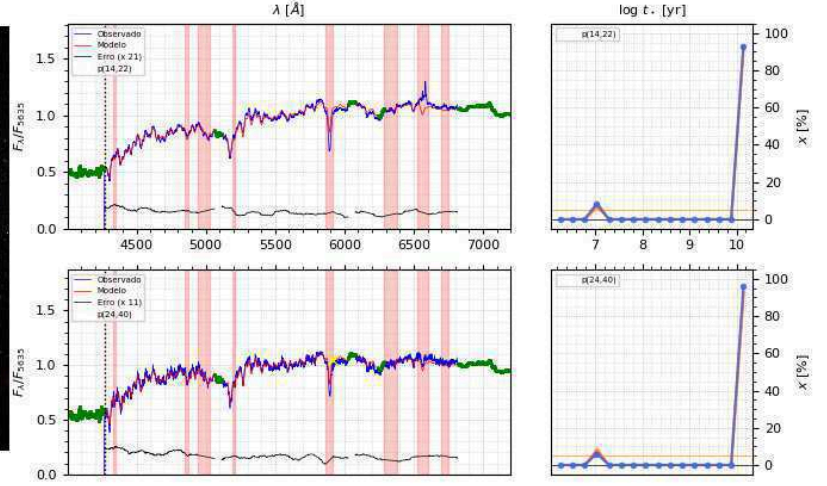 λ [Å]
log t⋆ [yr]
Observado
Modelo
Erro (x 21)
p(14,22)
1.5
1.0
0.5
0.0
Fλ/F5635
4500 5000 5500 6000 6500 7000
p(14,22)
100
80
60
40
20
0
x [%]
7 8 9 10
Observado
Modelo
Erro (x 11)
p(24,40)
1.5
1.0
0.5
0.0
Fλ/F5635
p(24,40)
100
80
60
40
20
0
x [%]